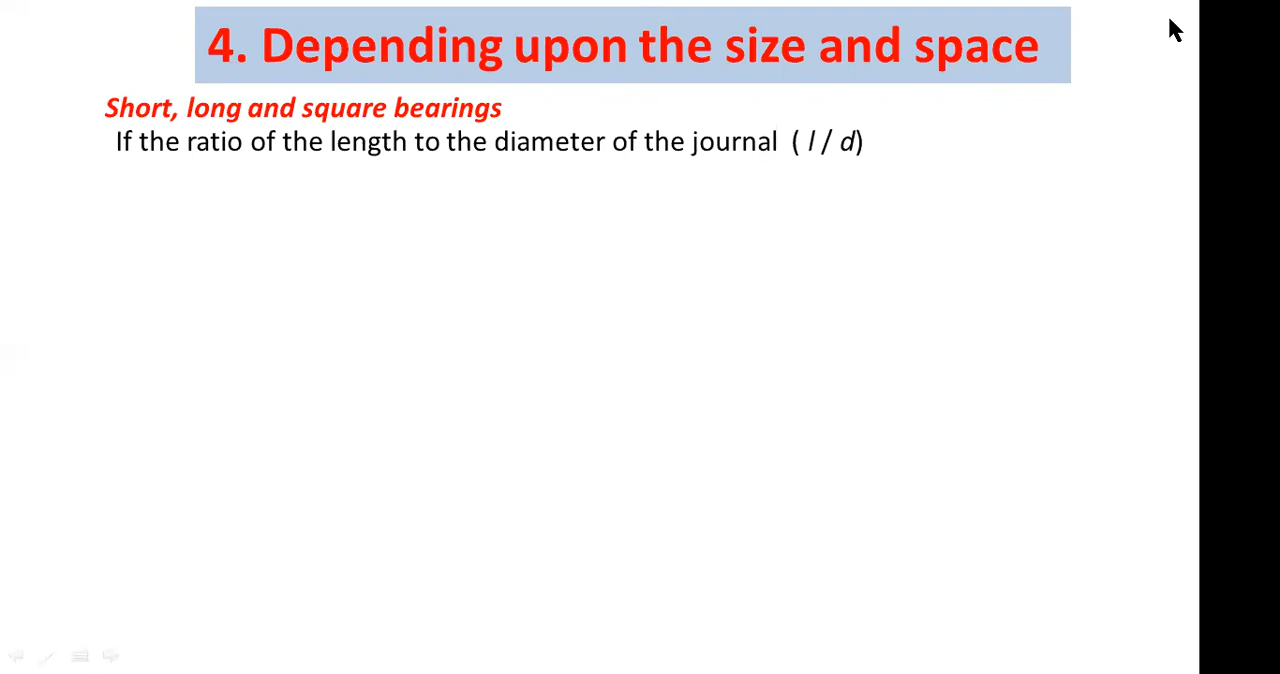 4. Depending upon the size and space
Short, long and square bearings
If the ratio of the length to the diameter of the journal ( l / d)